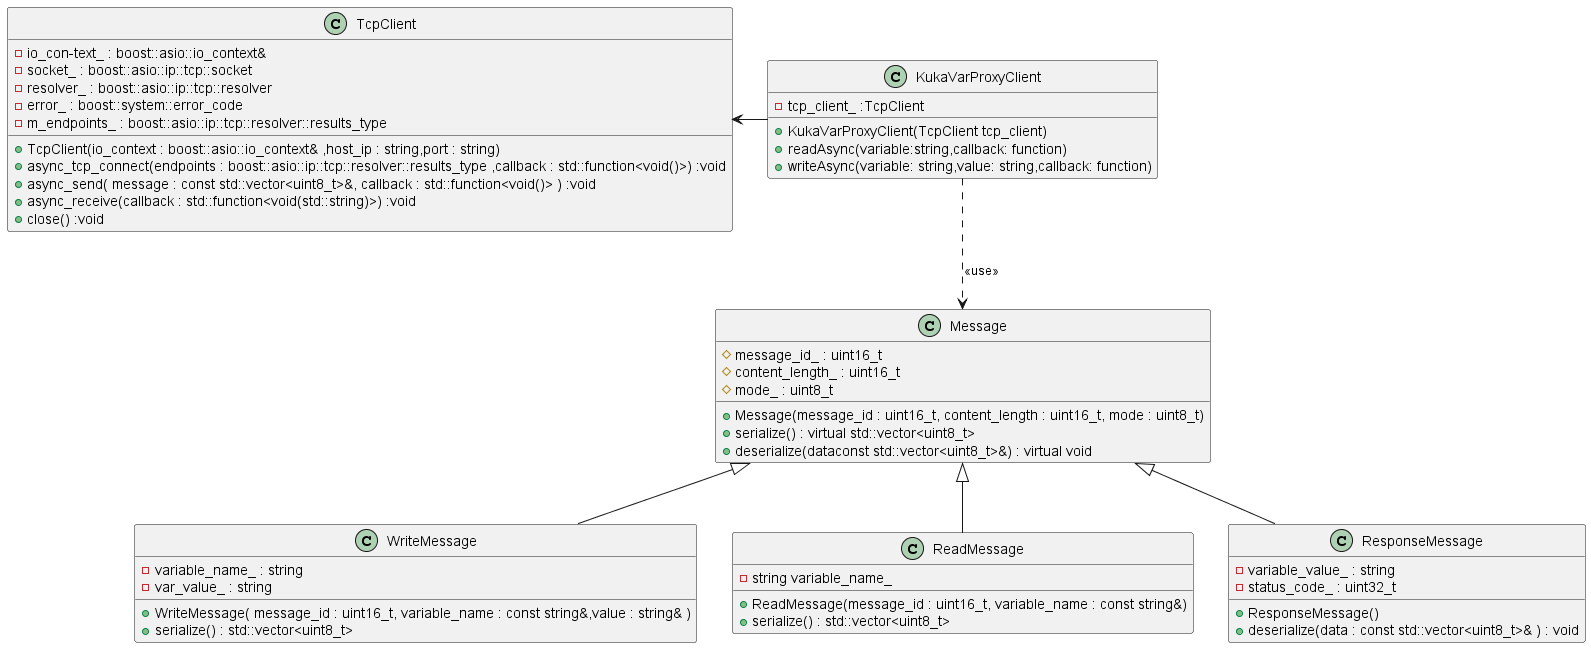 C TcpClient
io_con-text_ : boost::asio::io_context&
socket_ : boost::asio::ip::tcp::socket
resolver_ : boost::asio::ip::tcp::resolver
error_ : boost::system::error_code
m_endpoints_ : boost::asio::ip::tcp::resolver::results_type
TcpClient(io_context : boost::asio::io_context& ,host_ip : string,port : string)
async_tcp_connect(endpoints : boost::asio::ip::tcp::resolver::results_type ,callback : std::function<void()>) :void
async_send( message : const std::vector<uint8_t>&, callback : std::function<void()> ) :void
async_receive(callback : std::function<void(std::string)>) :void
close() :void
C KukaVarProxyClient
tcp_client_ :TcpClient
KukaVarProxyClient(TcpClient tcp_client)
readAsync(variable:string,callback: function)
writeAsync(variable: string,value: string,callback: function)
«use»
C Message
message_id_ : uint16_t
content_length_ : uint16_t
mode_ : uint8_t
Message(message_id : uint16_t, content_length : uint16_t, mode : uint8_t)
serialize() : virtual std::vector<uint8_t>
deserialize(dataconst std::vector<uint8_t>&) : virtual void
C WriteMessage
variable_name_ : string
var_value_ : string
WriteMessage( message_id : uint16_t, variable_name : const string&,value : string& )
serialize() : std::vector<uint8_t>
C ReadMessage
string variable_name_
ReadMessage(message_id : uint16_t, variable_name : const string&)
serialize() : std::vector<uint8_t>
C ResponseMessage
variable_value_ : string
status_code_ : uint32_t
ResponseMessage()
deserialize(data : const std::vector<uint8_t>& ) : void